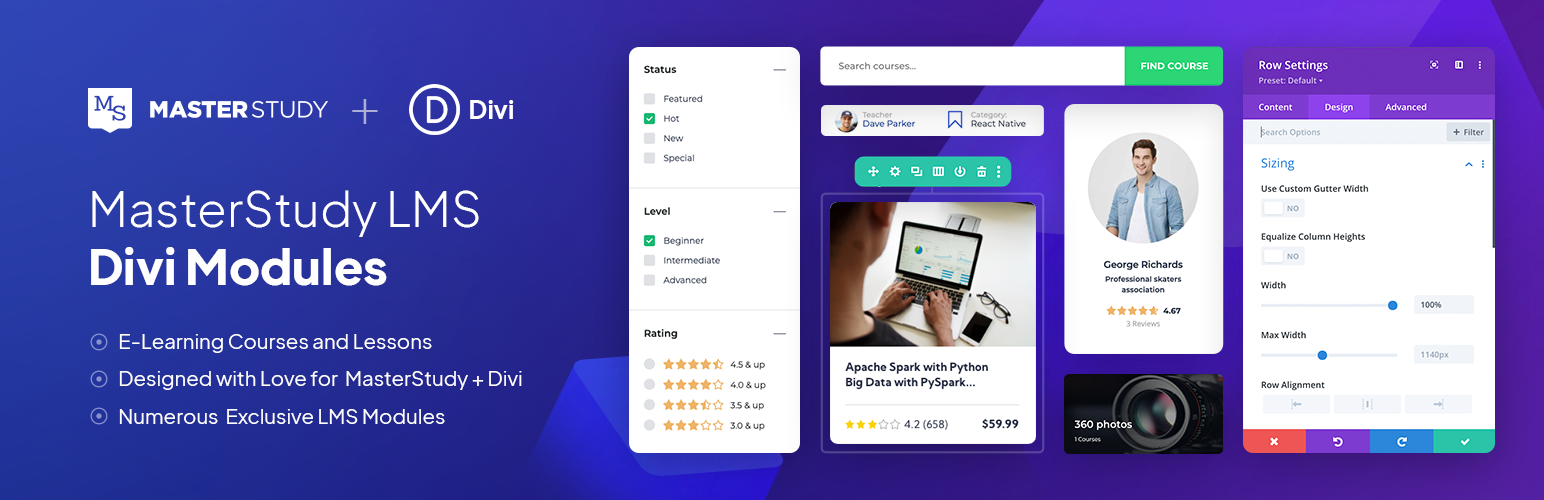 MS
MASTERSTUDY
+
D
Divi
MasterStudy LMS
Divi Modules
E-Learning Courses and Lessons
Designed with Love for MasterStudy + Divi
Numerous Exclusive LMS Modules
Status
Featured
Hot
New
Special
Level
Beginner
Intermediate
Advanced
Rating
4.5 & up
4.0 & up
3.5 & up
3.0 & up
Search courses...
FIND COURSE
Teacher
Dave Parker
Category:
React Native
Apache Spark with Python
Big Data with PySpark...
4.2 (658)
$59.99
George Richards
Professional skaters
association
4.67
3 Reviews
360 photos
1 Courses
Row Settings
Preset: Default
Content
Design
Advanced
Search Options
+ Filter
Sizing
Use Custom Gutter Width
NO
Equalize Column Heights
NO
Width
100%
Max Width
1140px
Row Alignment